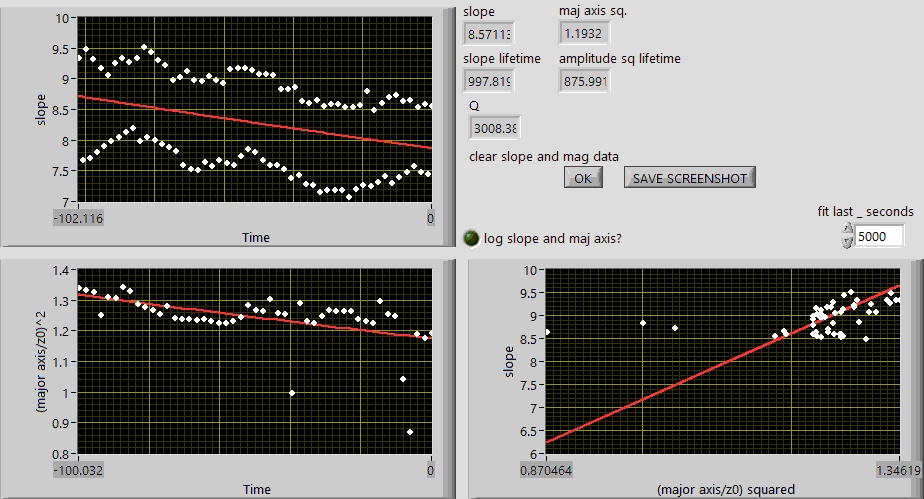 10
9.5
9
8.5
8
7.5
7
slope
-102.116
0
Time
slope
maj axis sq.
8.57113
1.1932
slope lifetime
amplitude sq lifetime
997.819
875.991
Q
3008.38
clear slope and mag data
OK
SAVE SCREENSHOT
fit last _ seconds
log slope and maj axis?
5000
1.4
1.3
1.2
1.1
1
0.9
0.8
(major axis/z0)^2
-100.032
0
Time
10
9.5
9
8.5
8
7.5
7
6.5
6
slope
0.870464
1.34619
(major axis/z0) squared